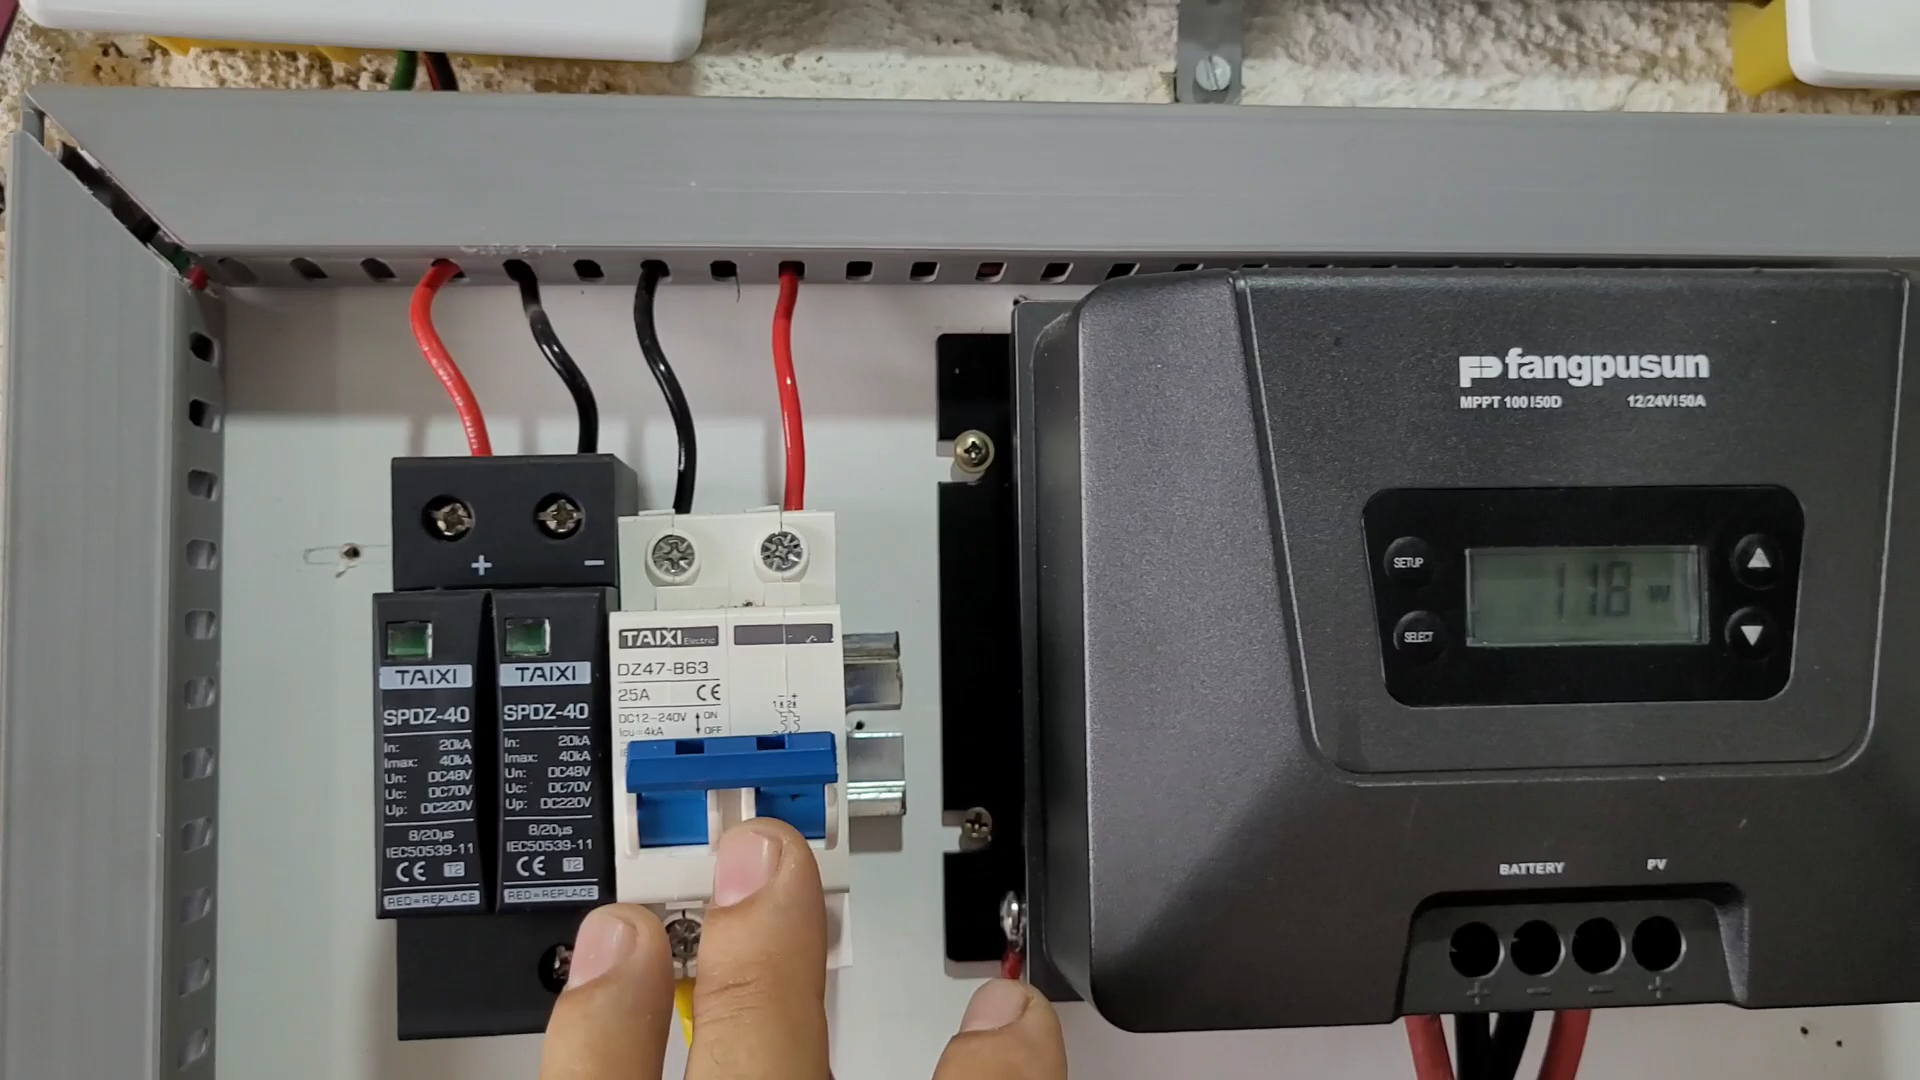 + −
TAIXI
SPDZ-40
In: 20kA
Imax: 40kA
Un: DC48V
Uc: DC70V
Up: DC220V
8/20µs
IEC50539-11
CE T2
RED=REPLACE
TAIXI
SPDZ-40
In: 20kA
Imax: 40kA
Un: DC48V
Uc: DC70V
Up: DC220V
8/20µs
IEC50539-11
CE T2
RED=REPLACE
TAIXI Electric
DZ47-B63
25A CE
DC12-240V ON
Icu=4kA OFF
− +
fangpusun
MPPT 100|50D 12/24V|50A
SETUP
SELECT
118 W
BATTERY PV
+ − − +